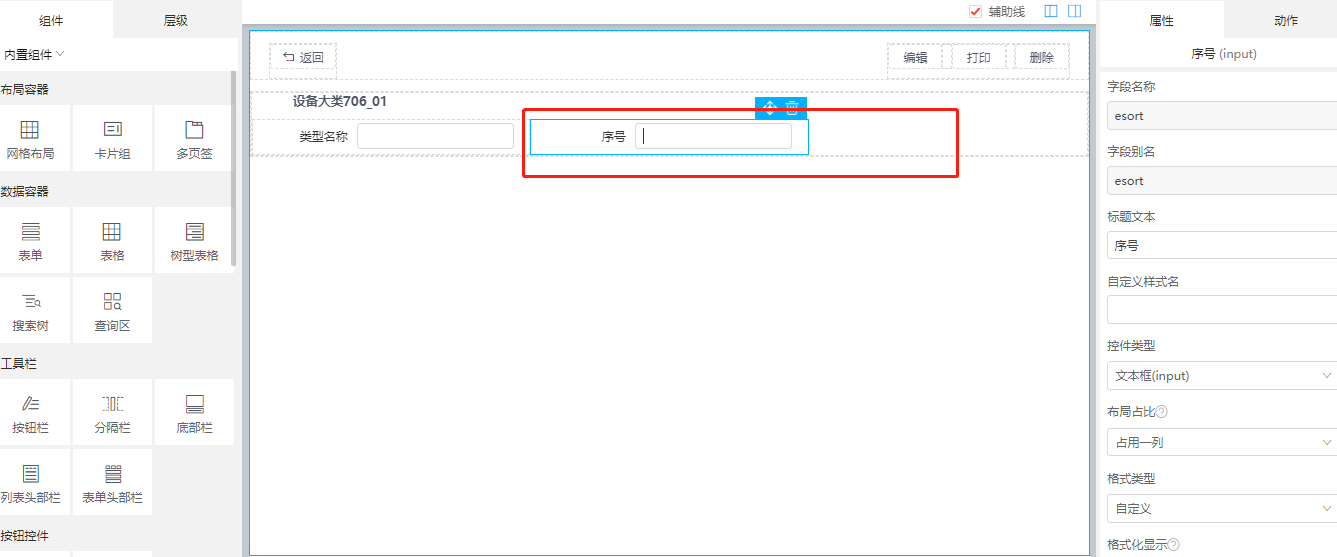 组件
层级
内置组件
布局容器
网格布局
卡片组
多页签
数据容器
表单
表格
树型表格
搜索树
查询区
工具栏
按钮栏
分隔栏
底部栏
列表头部栏
表单头部栏
按钮控件
辅助线
返回
编辑
打印
删除
设备大类706_01
类型名称
序号
属性
动作
序号 (input)
字段名称
esort
字段别名
esort
标题文本
序号
自定义样式名
控件类型
文本框(input)
布局占比?
占用一列
格式类型
自定义
格式化显示?